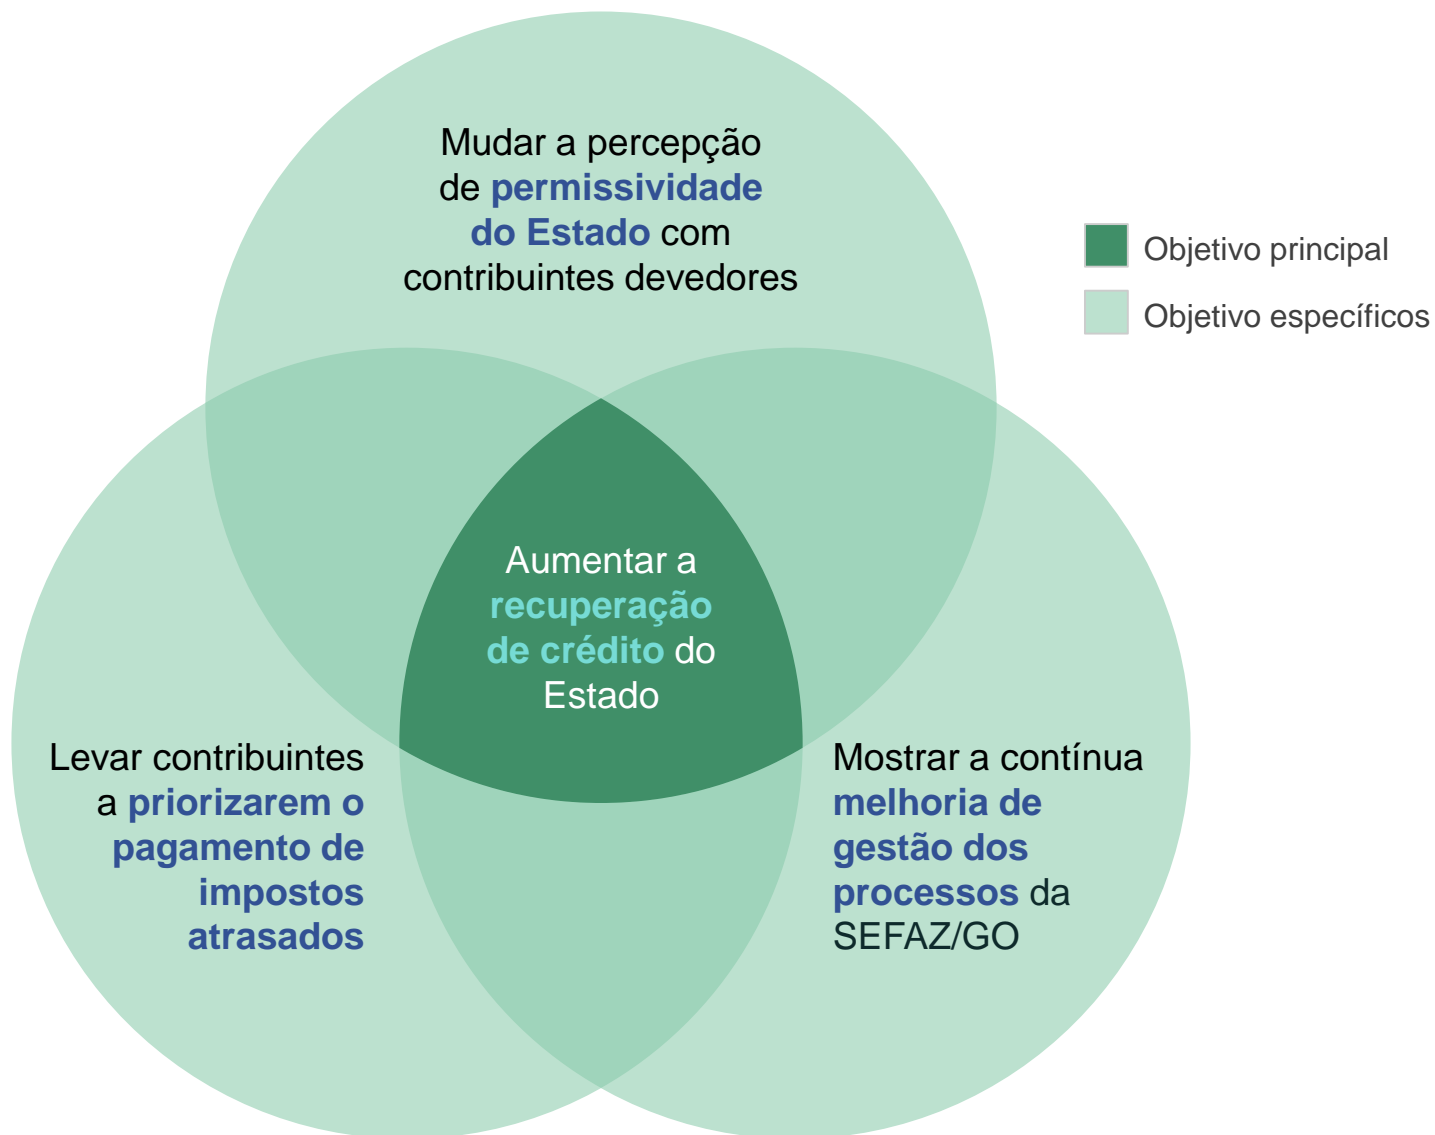 Mudar a percepção
de permissividade
do Estado com
contribuintes devedores
Objetivo principal
Objetivo específicos
Aumentar a
recuperação
de crédito do
Estado
Levar contribuintes
a priorizarem o
pagamento de
impostos
atrasados
Mostrar a contínua
melhoria de
gestão dos
processos da
SEFAZ/GO